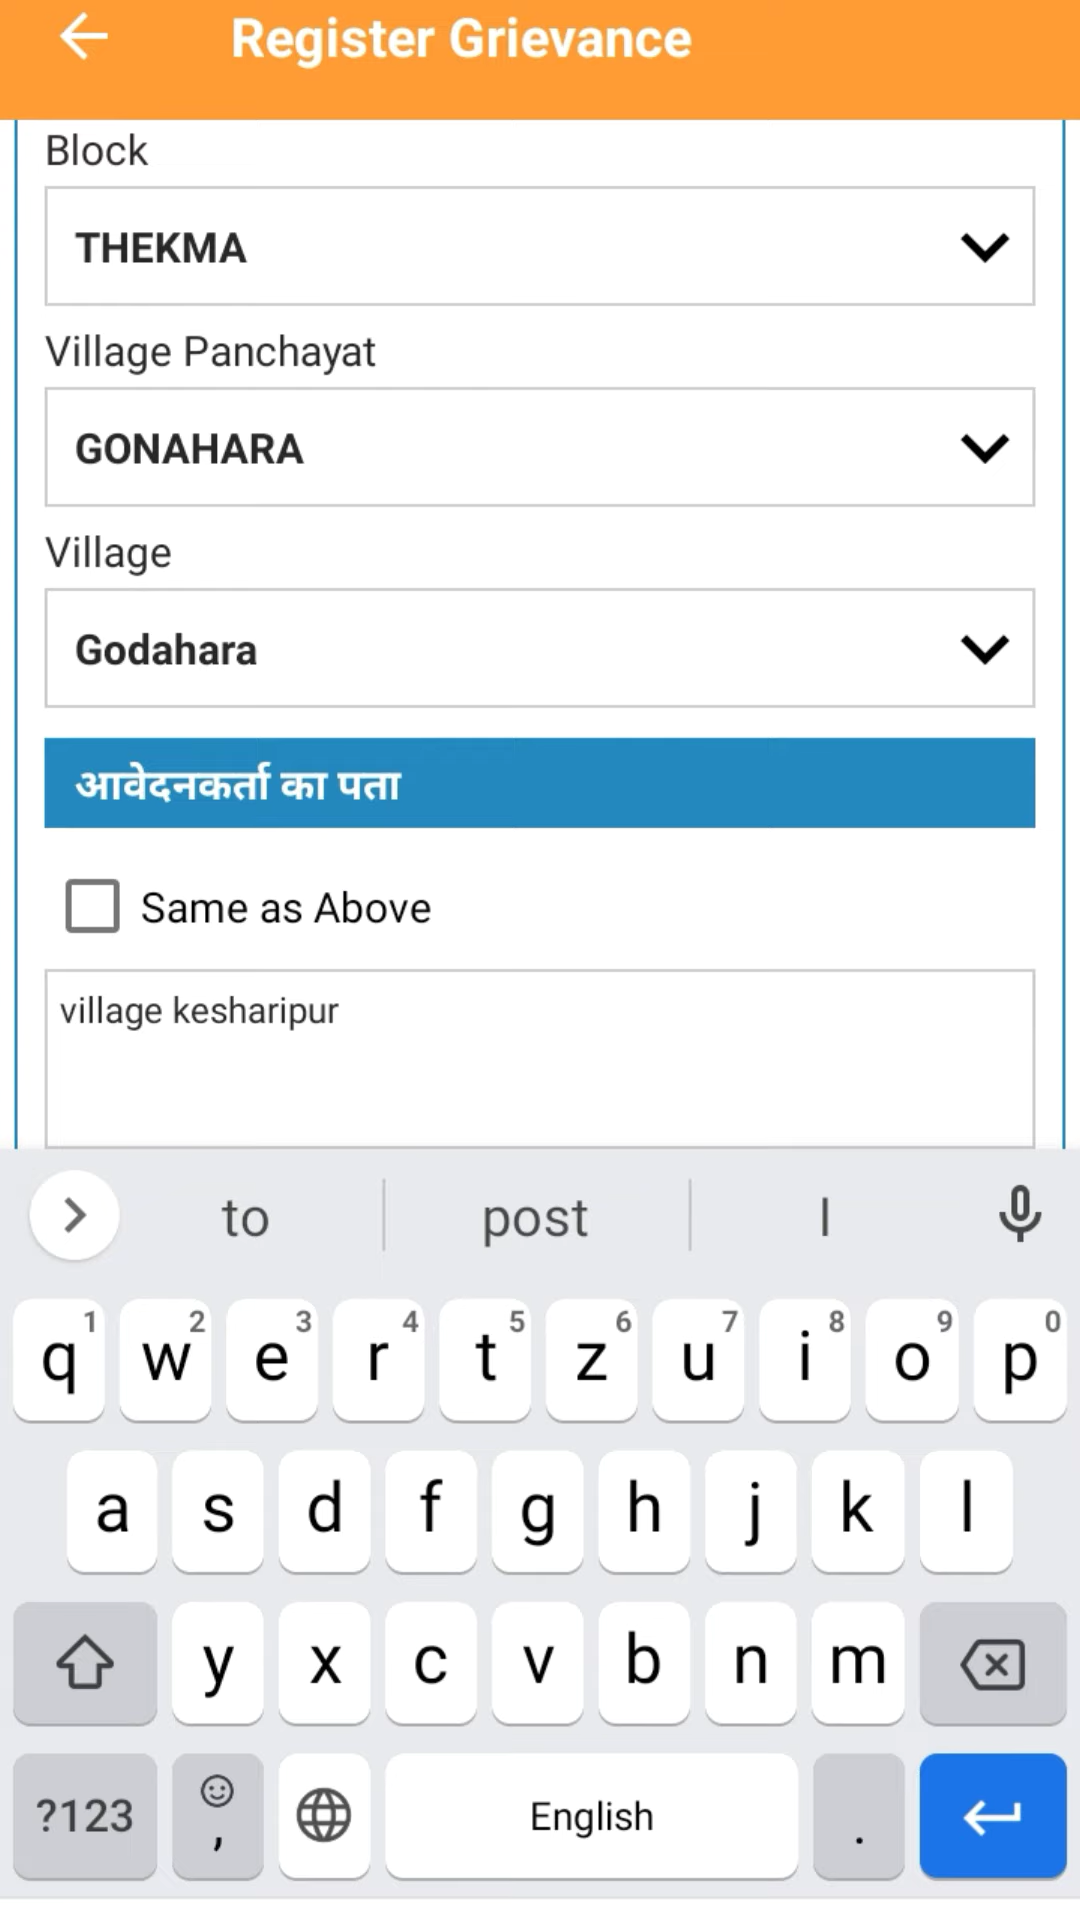 Register Grievance
Block
THEKMA
Village Panchayat
GONAHARA
Village
Godahara
आवेदनकर्ता का पता
Same as Above
village kesharipur
to post I
1 2 3 4 5 6 7 8 9 0
q w e r t z u i o p
a s d f g h j k l
y x c v b n m
?123 , English .